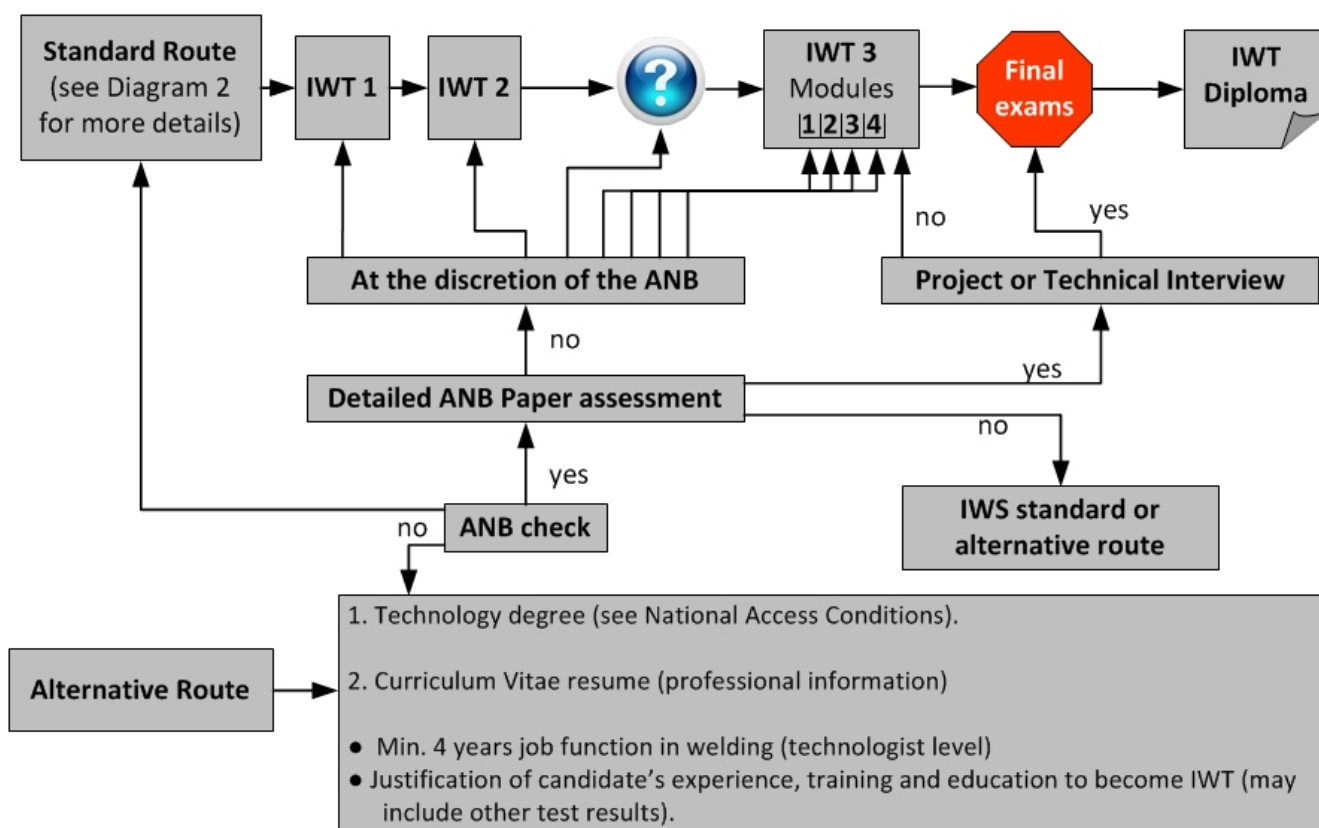 Standard Route
(see Diagram 2
for more details)
IWT 1
IWT 2
?
IWT 3
Modules
1 2 3 4
Final
exams
IWT
Diploma
no
yes
At the discretion of the ANB
Project or Technical Interview
no
yes
Detailed ANB Paper assessment
no
yes
ANB check
no
IWS standard or
alternative route
Alternative Route
1. Technology degree (see National Access Conditions).
2. Curriculum Vitae resume (professional information)
● Min. 4 years job function in welding (technologist level)
● Justification of candidate’s experience, training and education to become IWT (may
include other test results).